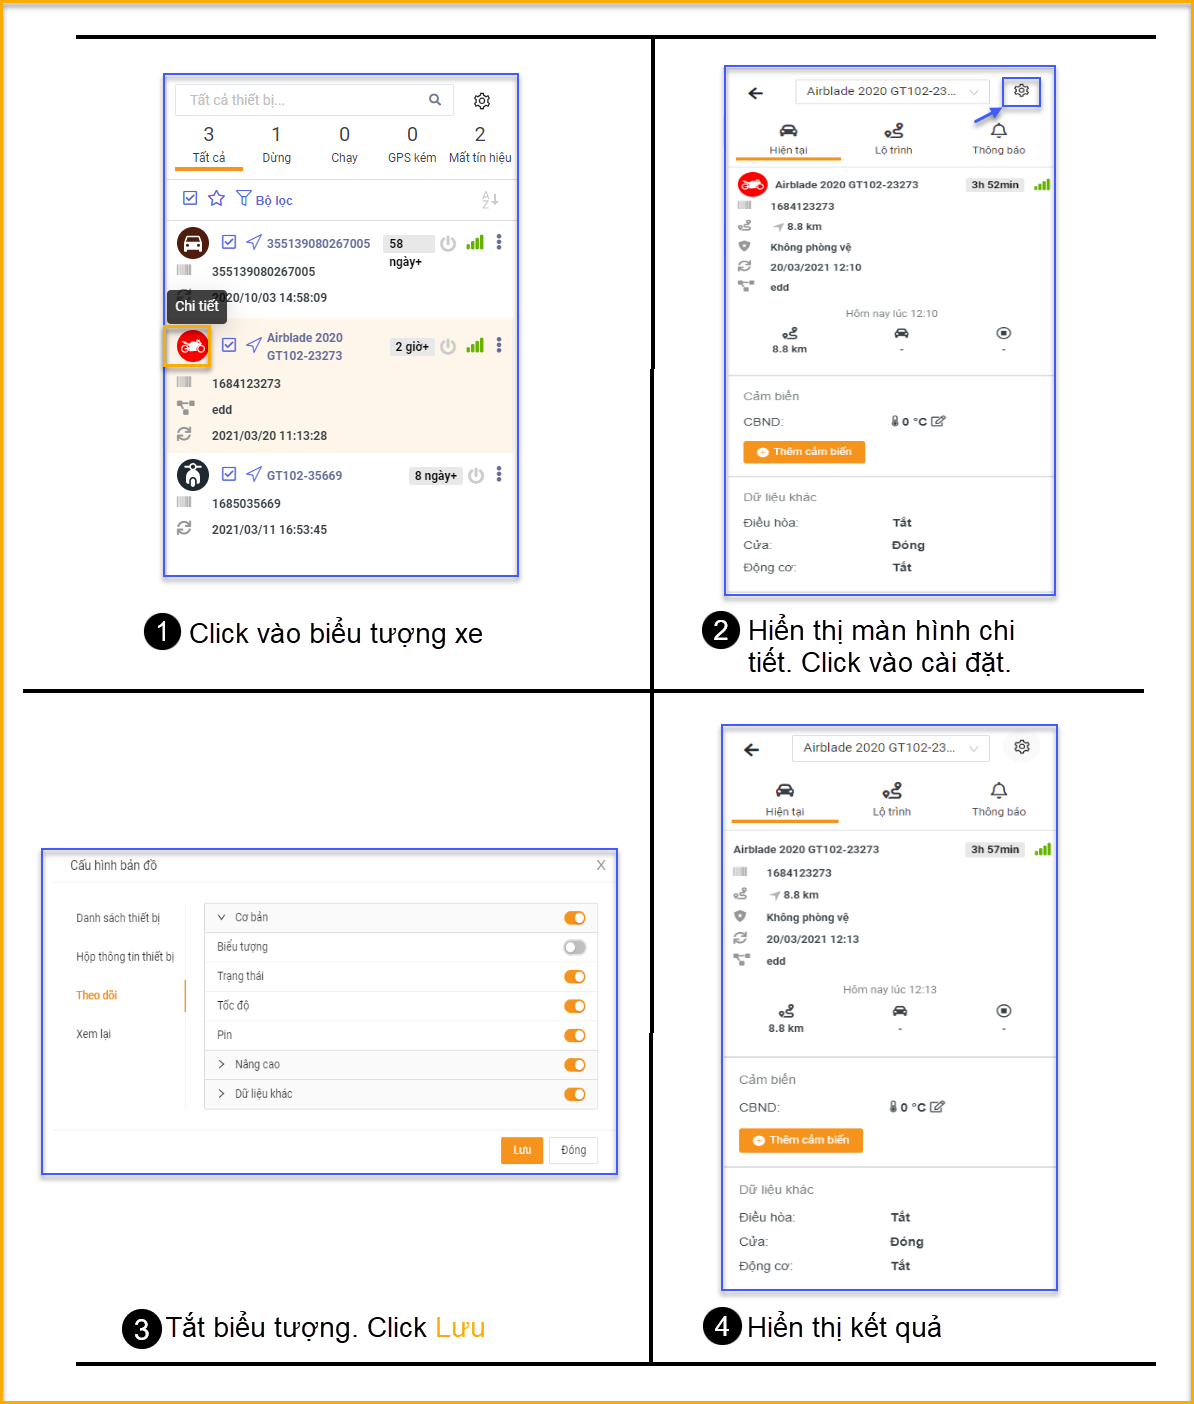 Tất cả thiết bị...
3 1 0 0 2
Tất cả Dừng Chạy GPS kém Mất tín hiệu
Bộ lọc
355139080267005 58 ngày+
355139080267005
2020/10/03 14:58:09
Chi tiết
Airblade 2020 GT102-23273 2 giờ+
1684123273
edd
2021/03/20 11:13:28
GT102-35669 8 ngày+
1685035669
2021/03/11 16:53:45
1 Click vào biểu tượng xe
Airblade 2020 GT102-23...
Hiện tại Lộ trình Thông báo
Airblade 2020 GT102-23273 3h 52min
1684123273
8.8 km
Không phòng vệ
20/03/2021 12:10
edd
Hôm nay lúc 12:10
8.8 km - -
Cảm biến
CBND: 0 °C
Thêm cảm biến
Dữ liệu khác
Điều hòa: Tắt
Cửa: Đóng
Động cơ: Tắt
2 Hiển thị màn hình chi
tiết. Click vào cài đặt.
Cấu hình bản đồ X
Danh sách thiết bị
Hộp thông tin thiết bị
Theo dõi
Xem lại
Cơ bản
Biểu tượng
Trạng thái
Tốc độ
Pin
Nâng cao
Dữ liệu khác
Lưu Đóng
3 Tắt biểu tượng. Click Lưu
Airblade 2020 GT102-23...
Hiện tại Lộ trình Thông báo
Airblade 2020 GT102-23273 3h 57min
1684123273
8.8 km
Không phòng vệ
20/03/2021 12:13
edd
Hôm nay lúc 12:13
8.8 km - -
Cảm biến
CBND: 0 °C
Thêm cảm biến
Dữ liệu khác
Điều hòa: Tắt
Cửa: Đóng
Động cơ: Tắt
4 Hiển thị kết quả